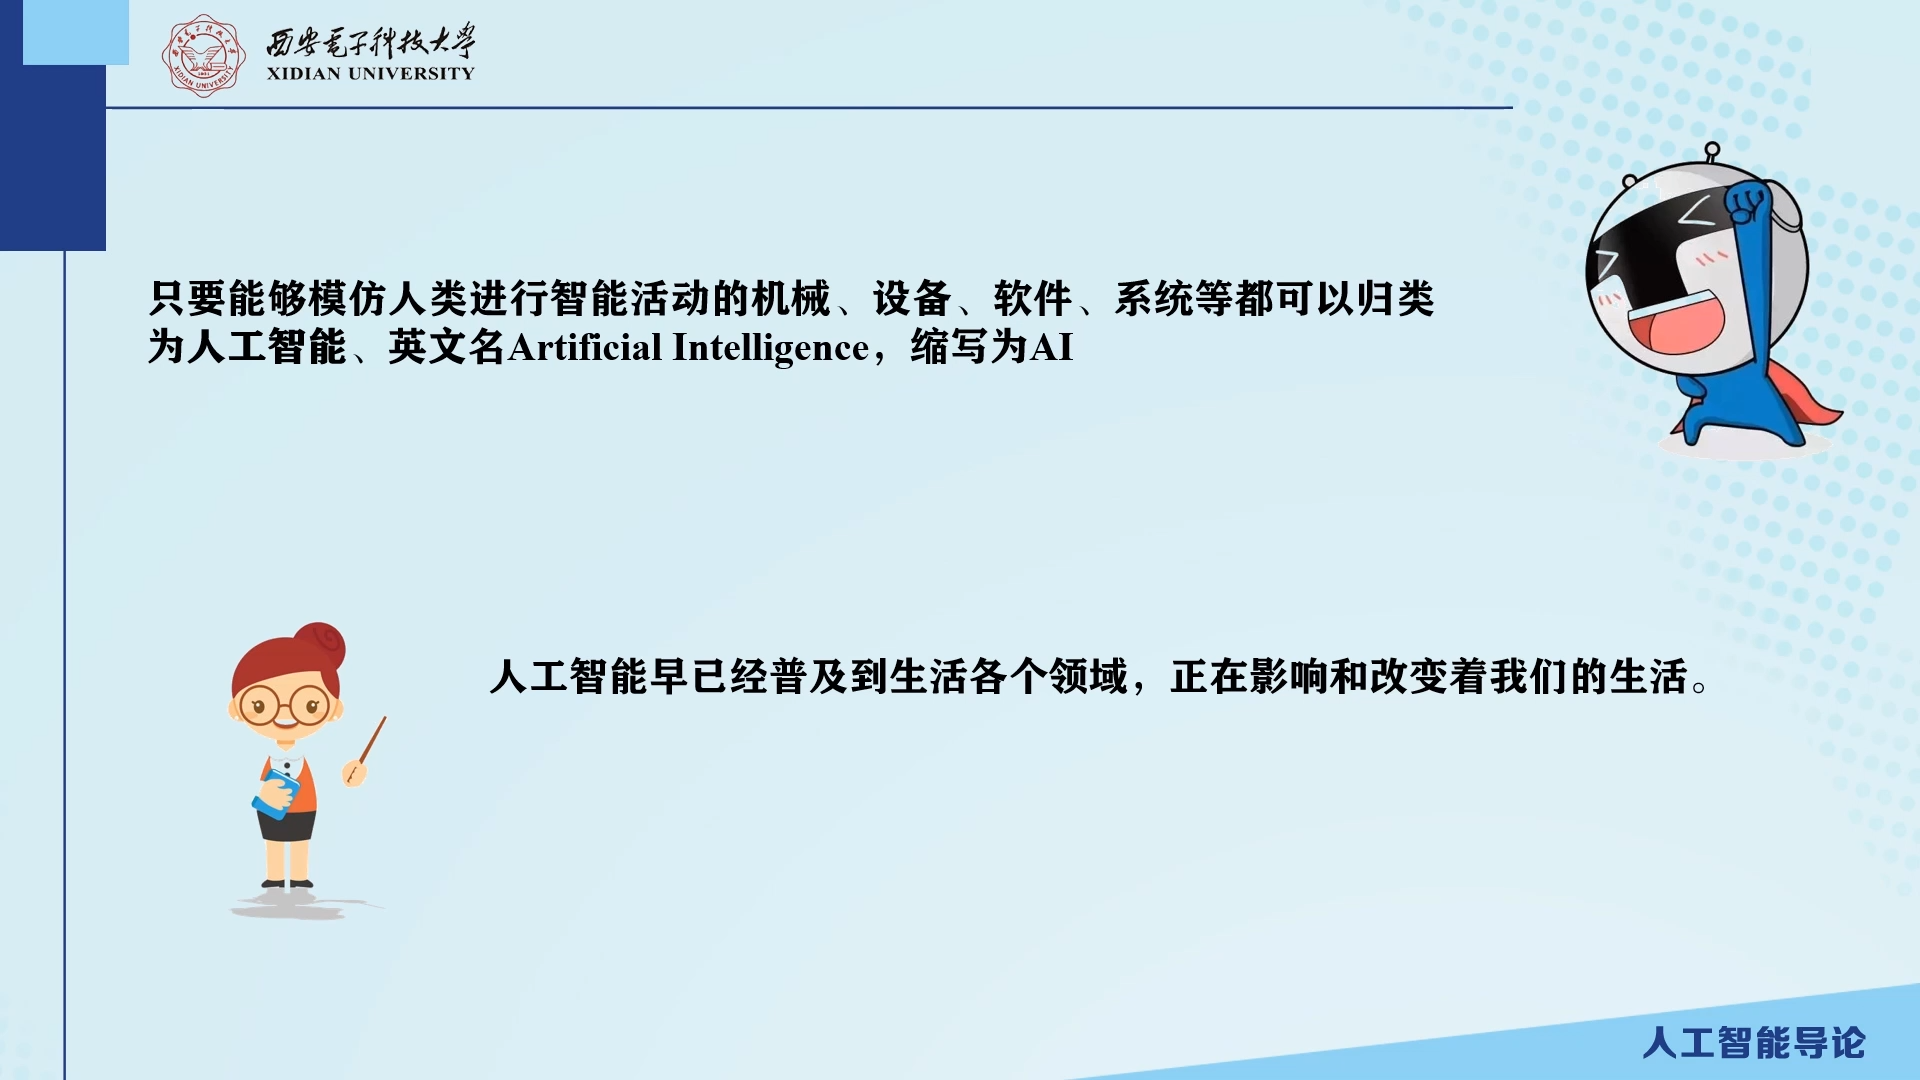 西安电子科技大学
XIDIAN UNIVERSITY
只要能够模仿人类进行智能活动的机械、设备、软件、系统等都可以归类
为人工智能、英文名Artificial Intelligence，缩写为AI
人工智能早已经普及到生活各个领域，正在影响和改变着我们的生活。
人工智能导论